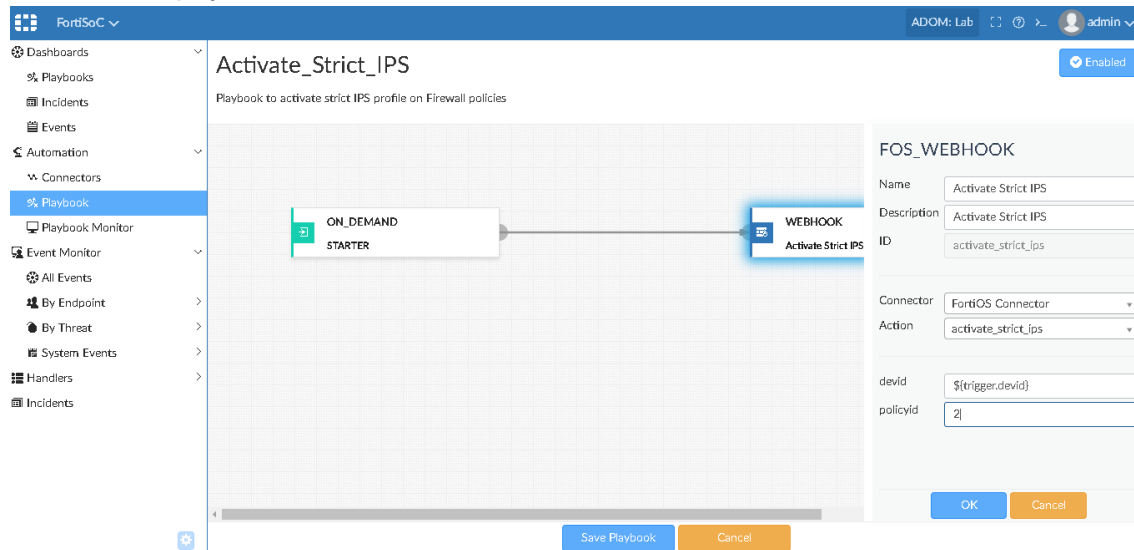 FortiSoC
ADOM: Lab
admin
Dashboards
Playbooks
Incidents
Events
Automation
Connectors
Playbook
Playbook Monitor
Event Monitor
All Events
By Endpoint
By Threat
System Events
Handlers
Incidents
Activate_Strict_IPS
Enabled
Playbook to activate strict IPS profile on Firewall policies
ON_DEMAND
STARTER
WEBHOOK
Activate Strict IPS
FOS_WEBHOOK
Name Activate Strict IPS
Description Activate Strict IPS
ID activate_strict_ips
Connector FortiOS Connector
Action activate_strict_ips
devid ${trigger.devid}
policyid 2
OK Cancel
Save Playbook Cancel